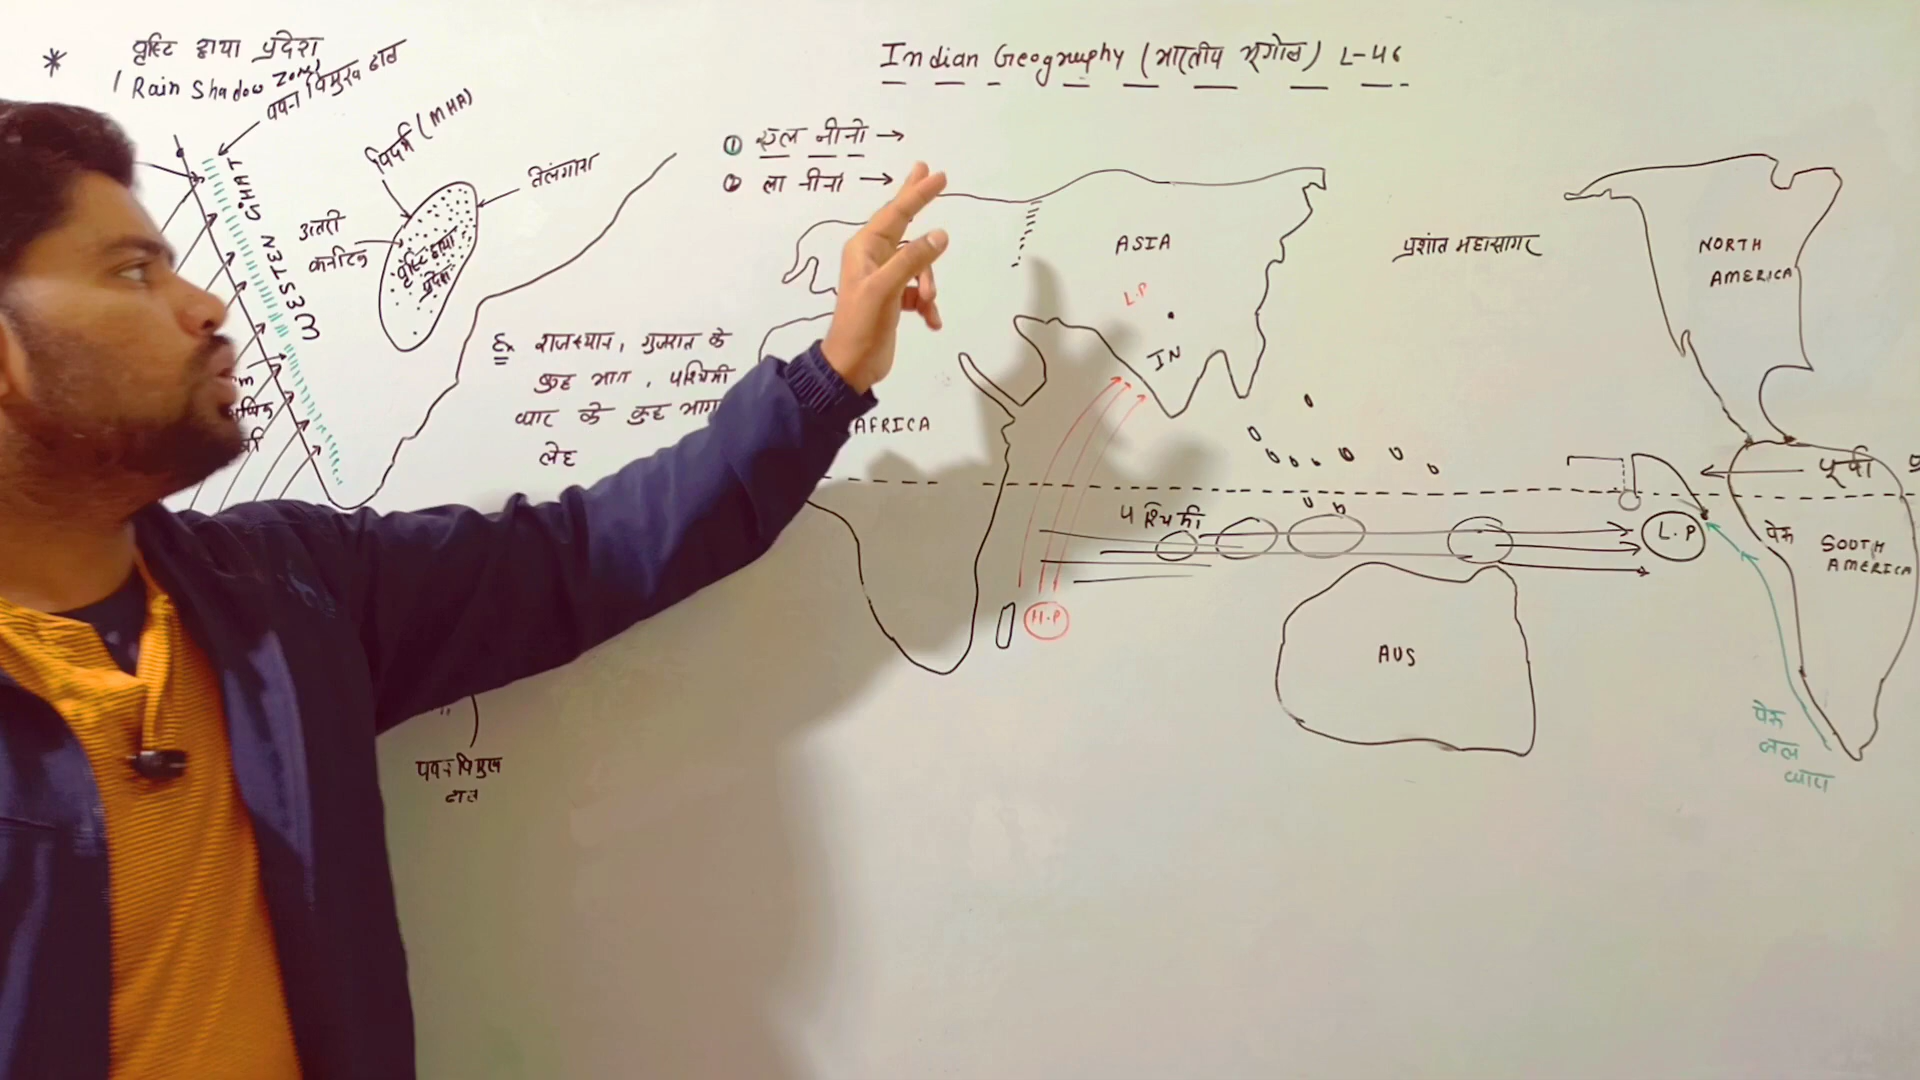 * वृष्टि छाया प्रदेश
(Rain Shadow Zone)
पवन विमुख ढाल
विदर्भ (MHA)
तेलंगाना
उत्तरी
कर्नाटक
वृष्टि छाया
प्रदेश
WESTEN GHAT
Ex राजस्थान, गुजरात के
कुछ भाग, पश्चिमी
घाट के कुछ भाग
लेह
पवन विमुख
ढाल
Indian Geography (भारतीय भूगोल) L-46
① एल नीनो →
② ला नीना →
ASIA
L.P
IN
AFRICA
प्रशांत महासागर
NORTH
AMERICA
पूर्वी
पश्चिमी
L.P
पेरू
SOUTH
AMERICA
H.P
AUS
पेरू
जल
धारा